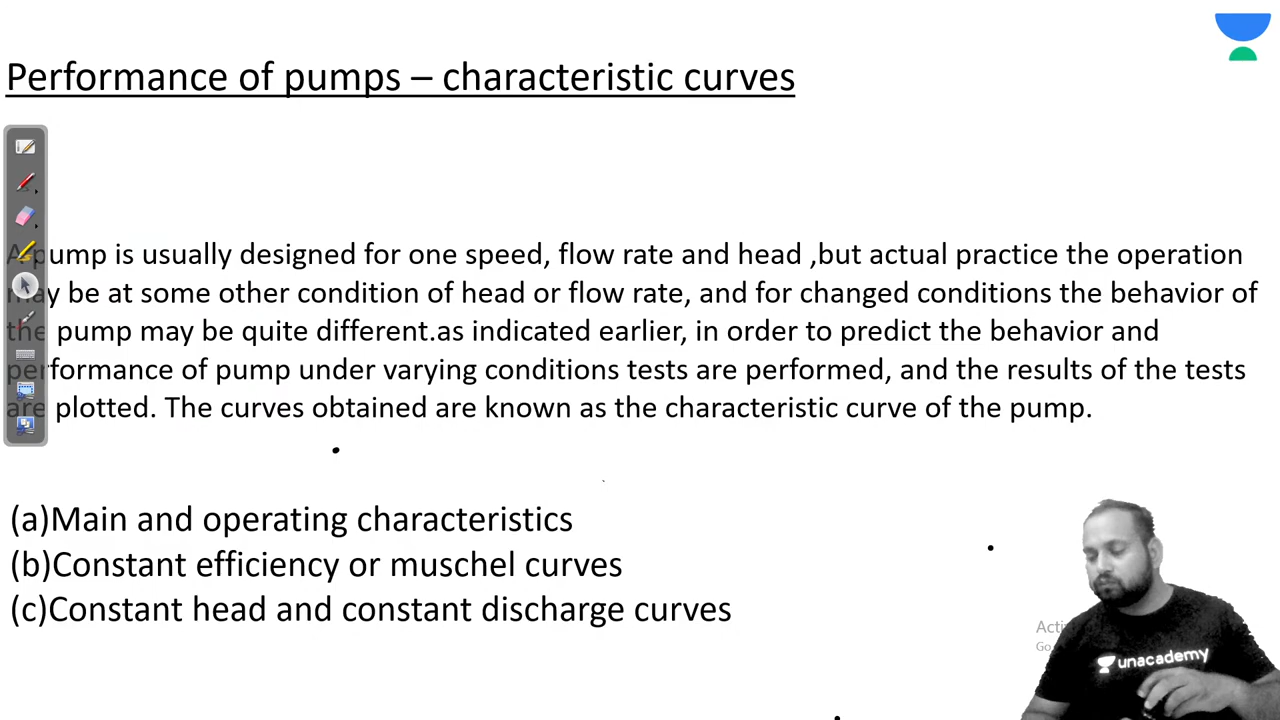 Performance of pumps – characteristic curves
A pump is usually designed for one speed, flow rate and head ,but actual practice the operation
may be at some other condition of head or flow rate, and for changed conditions the behavior of
the pump may be quite different.as indicated earlier, in order to predict the behavior and
performance of pump under varying conditions tests are performed, and the results of the tests
are plotted. The curves obtained are known as the characteristic curve of the pump.
(a)Main and operating characteristics
(b)Constant efficiency or muschel curves
(c)Constant head and constant discharge curves
unacademy